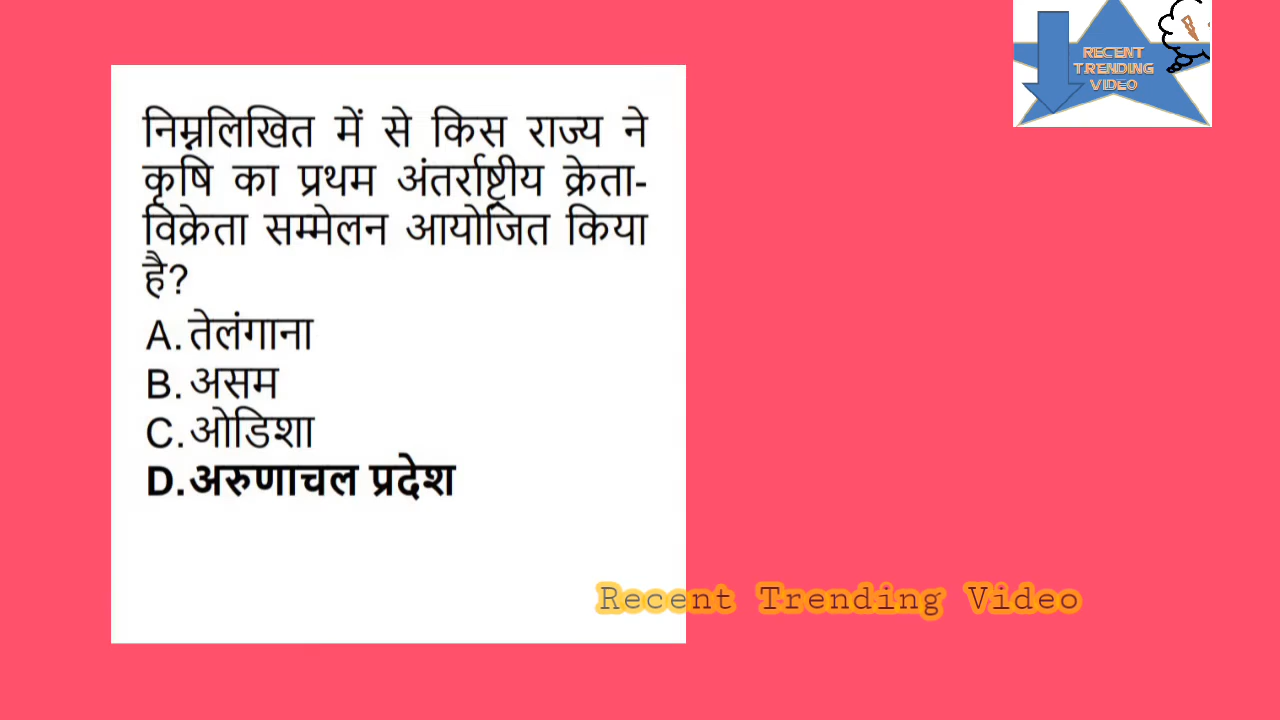 RECENT
TRENDING
VIDEO
निम्नलिखित में से किस राज्य ने
कृषि का प्रथम अंतर्राष्ट्रीय क्रेता-
विक्रेता सम्मेलन आयोजित किया
है?
A. तेलंगाना
B. असम
C. ओडिशा
D. अरुणाचल प्रदेश
Recent Trending Video